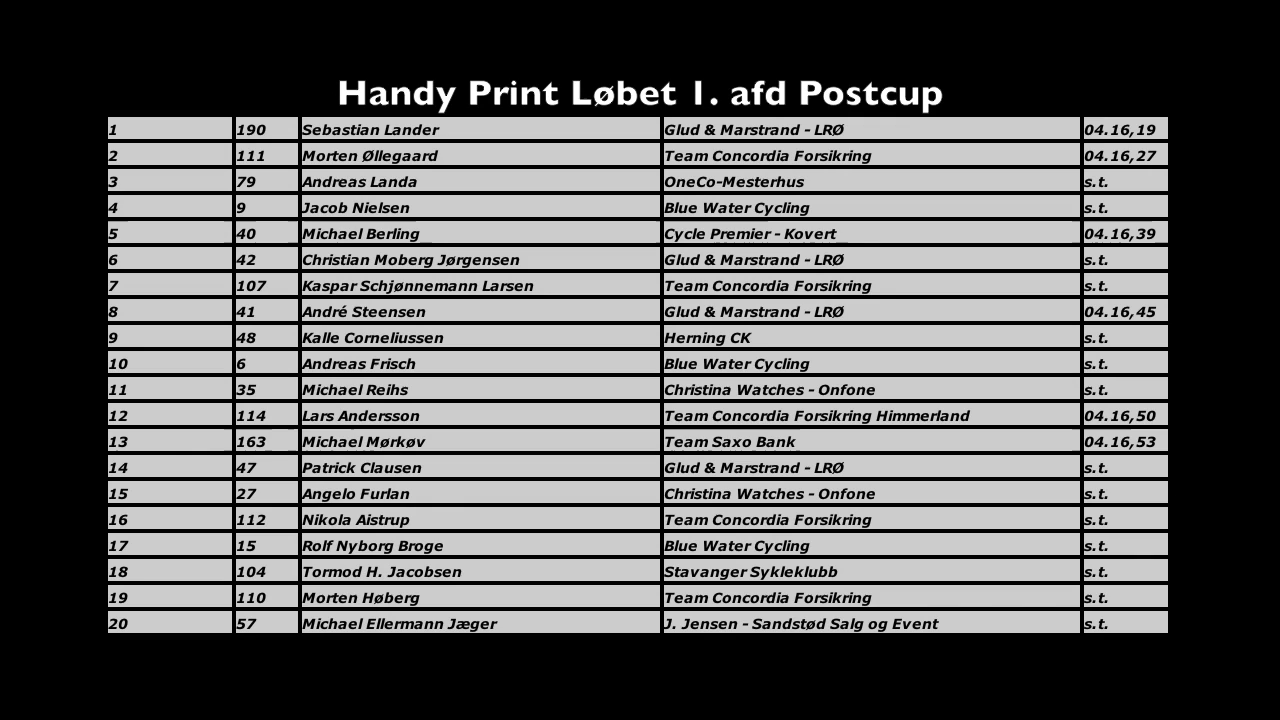 Handy Print Løbet 1. afd Postcup
1 190 Sebastian Lander Glud & Marstrand - LRØ 04.16,19
2 111 Morten Øllegaard Team Concordia Forsikring 04.16,27
3 79 Andreas Landa OneCo-Mesterhus s.t.
4 9 Jacob Nielsen Blue Water Cycling s.t.
5 40 Michael Berling Cycle Premier - Kovert 04.16,39
6 42 Christian Moberg Jørgensen Glud & Marstrand - LRØ s.t.
7 107 Kaspar Schjønnemann Larsen Team Concordia Forsikring s.t.
8 41 André Steensen Glud & Marstrand - LRØ 04.16,45
9 48 Kalle Corneliussen Herning CK s.t.
10 6 Andreas Frisch Blue Water Cycling s.t.
11 35 Michael Reihs Christina Watches - Onfone s.t.
12 114 Lars Andersson Team Concordia Forsikring Himmerland 04.16,50
13 163 Michael Mørkøv Team Saxo Bank 04.16,53
14 47 Patrick Clausen Glud & Marstrand - LRØ s.t.
15 27 Angelo Furlan Christina Watches - Onfone s.t.
16 112 Nikola Aistrup Team Concordia Forsikring s.t.
17 15 Rolf Nyborg Broge Blue Water Cycling s.t.
18 104 Tormod H. Jacobsen Stavanger Sykleklubb s.t.
19 110 Morten Høberg Team Concordia Forsikring s.t.
20 57 Michael Ellermann Jæger J. Jensen - Sandstød Salg og Event s.t.